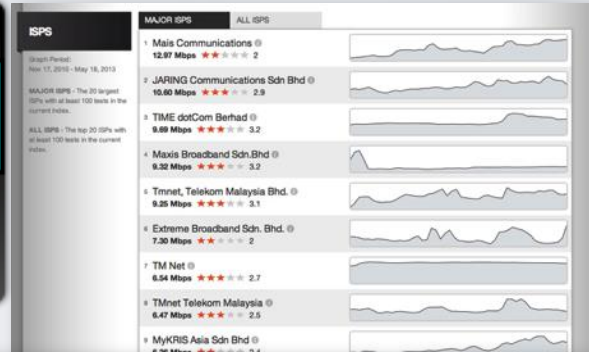 ISPS
Graph Period:
Nov 17, 2010 - May 18, 2013
MAJOR ISPS - The 20 largest
ISPs with at least 100 tests in the
current index.
ALL ISPS - The top 20 ISPs with
at least 100 tests in the current
index.
MAJOR ISPS
ALL ISPS
1 Mais Communications
12.97 Mbps 2
2 JARING Communications Sdn Bhd
10.60 Mbps 2.9
3 TIME dotCom Berhad
9.69 Mbps 3.2
4 Maxis Broadband Sdn.Bhd
9.32 Mbps 3.2
5 Tmnet, Telekom Malaysia Bhd.
9.25 Mbps 3.1
6 Extreme Broadband Sdn. Bhd.
7.30 Mbps 2
7 TM Net
6.54 Mbps 2.7
8 TMnet Telekom Malaysia
6.47 Mbps 2.5
9 MyKRIS Asia Sdn Bhd